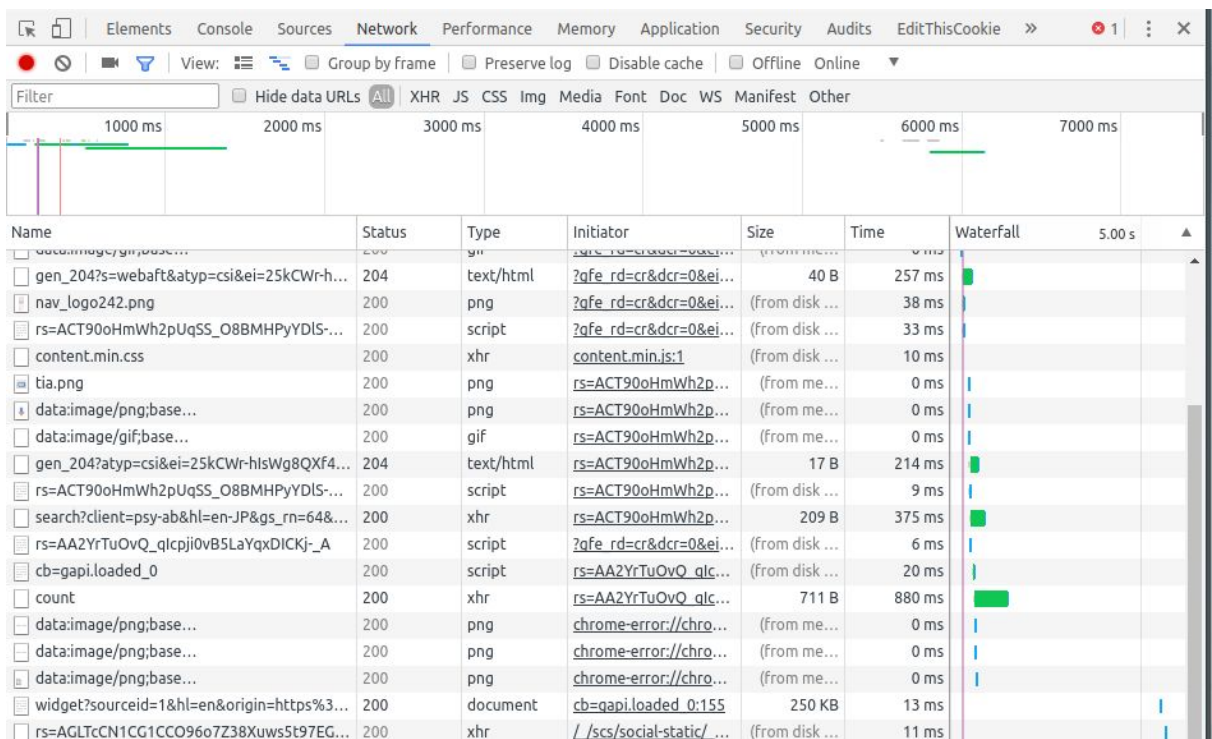 Elements Console Sources Network Performance Memory Application Security Audits EditThisCookie » 1
View: Group by frame Preserve log Disable cache Offline Online
Filter Hide data URLs All XHR JS CSS Img Media Font Doc WS Manifest Other
1000 ms 2000 ms 3000 ms 4000 ms 5000 ms 6000 ms 7000 ms
Name Status Type Initiator Size Time Waterfall 5.00 s
gen_204?s=webaft&atyp=csi&ei=25kCWr-h... 204 text/html ?gfe_rd=cr&dcr=0&ei... 40 B 257 ms
nav_logo242.png 200 png ?gfe_rd=cr&dcr=0&ei... (from disk ... 38 ms
rs=ACT90oHmWh2pUqSS_O8BMHPyYDlS-... 200 script ?gfe_rd=cr&dcr=0&ei... (from disk ... 33 ms
content.min.css 200 xhr content.min.js:1 (from disk ... 10 ms
tia.png 200 png rs=ACT90oHmWh2p... (from me... 0 ms
data:image/png;base... 200 png rs=ACT90oHmWh2p... (from me... 0 ms
data:image/gif;base... 200 gif rs=ACT90oHmWh2p... (from me... 0 ms
gen_204?atyp=csi&ei=25kCWr-hIsWg8QXf4... 204 text/html rs=ACT90oHmWh2p... 17 B 214 ms
rs=ACT90oHmWh2pUqSS_O8BMHPyYDlS-... 200 script rs=ACT90oHmWh2p... (from disk ... 9 ms
search?client=psy-ab&hl=en-JP&gs_rn=64&... 200 xhr rs=ACT90oHmWh2p... 209 B 375 ms
rs=AA2YrTuOvQ_qIcpji0vB5LaYqxDICKj-_A 200 script ?gfe_rd=cr&dcr=0&ei... (from disk ... 6 ms
cb=gapi.loaded_0 200 script rs=AA2YrTuOvQ_qIc... (from disk ... 20 ms
count 200 xhr rs=AA2YrTuOvQ_qIc... 711 B 880 ms
data:image/png;base... 200 png chrome-error://chro... (from me... 0 ms
data:image/png;base... 200 png chrome-error://chro... (from me... 0 ms
data:image/png;base... 200 png chrome-error://chro... (from me... 0 ms
widget?sourceid=1&hl=en&origin=https%3... 200 document cb=gapi.loaded_0:155 250 KB 13 ms
rs=AGLTcCN1CG1CCO96o7Z38Xuws5t97EG... 200 xhr /_/scs/social-static/_... (from disk ... 11 ms